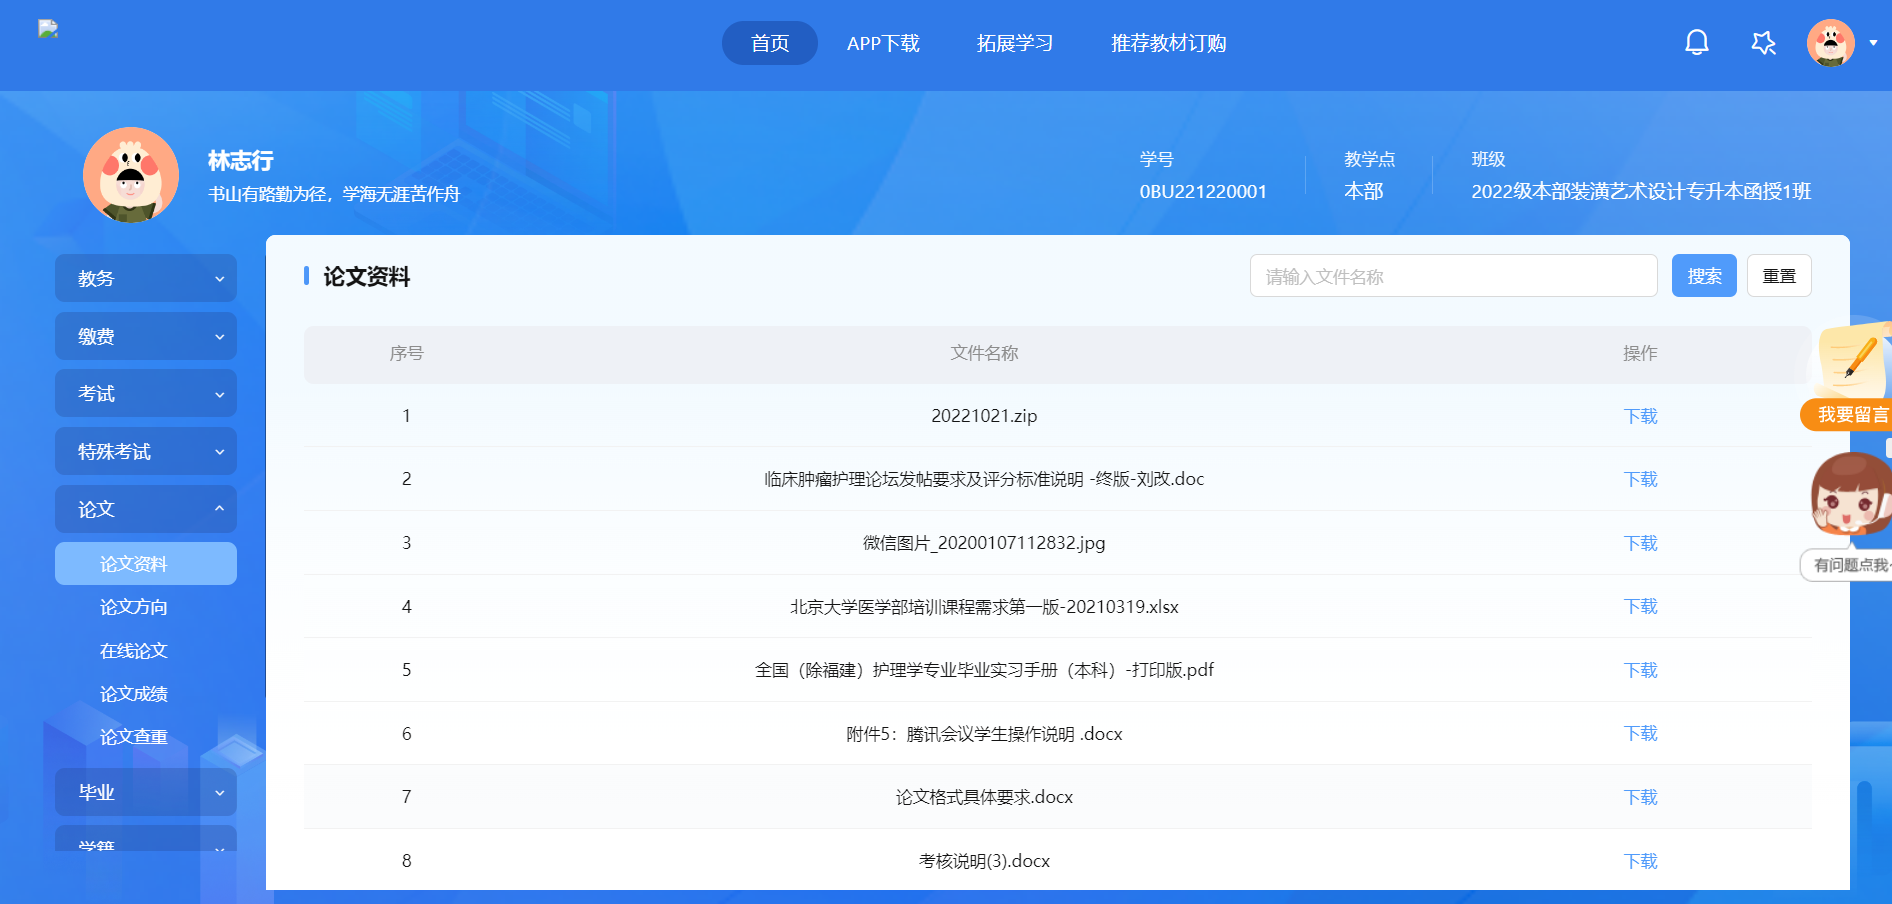 首页 APP下载 拓展学习 推荐教材订购
林志行
书山有路勤为径，学海无涯苦作舟
学号 教学点 班级
0BU221220001 本部 2022级本部装潢艺术设计专升本函授1班
教务
缴费
考试
特殊考试
论文
论文资料
论文方向
在线论文
论文成绩
论文查重
毕业
学籍
论文资料
请输入文件名称 搜索 重置
序号 文件名称 操作
1 20221021.zip 下载
2 临床肿瘤护理论坛发帖要求及评分标准说明 -终版-刘改.doc 下载
3 微信图片_20200107112832.jpg 下载
4 北京大学医学部培训课程需求第一版-20210319.xlsx 下载
5 全国（除福建）护理学专业毕业实习手册（本科）-打印版.pdf 下载
6 附件5：腾讯会议学生操作说明 .docx 下载
7 论文格式具体要求.docx 下载
8 考核说明(3).docx 下载
我要留言
有问题点我~